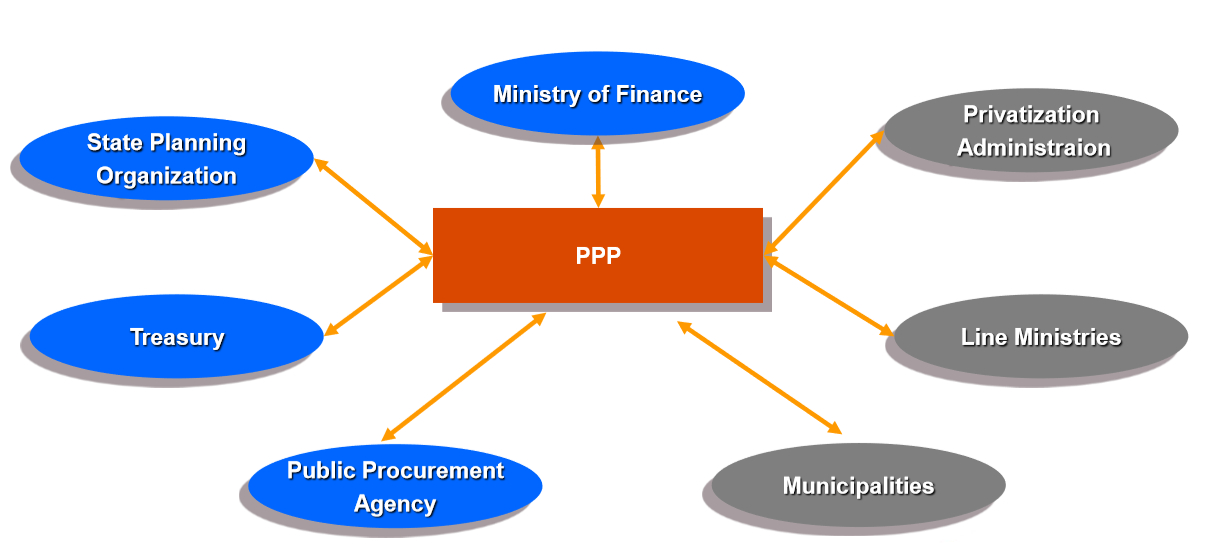 Ministry of Finance
Privatization
Administraion
State Planning
Organization
PPP
Treasury
Line Ministries
Public Procurement
Agency
Municipalities